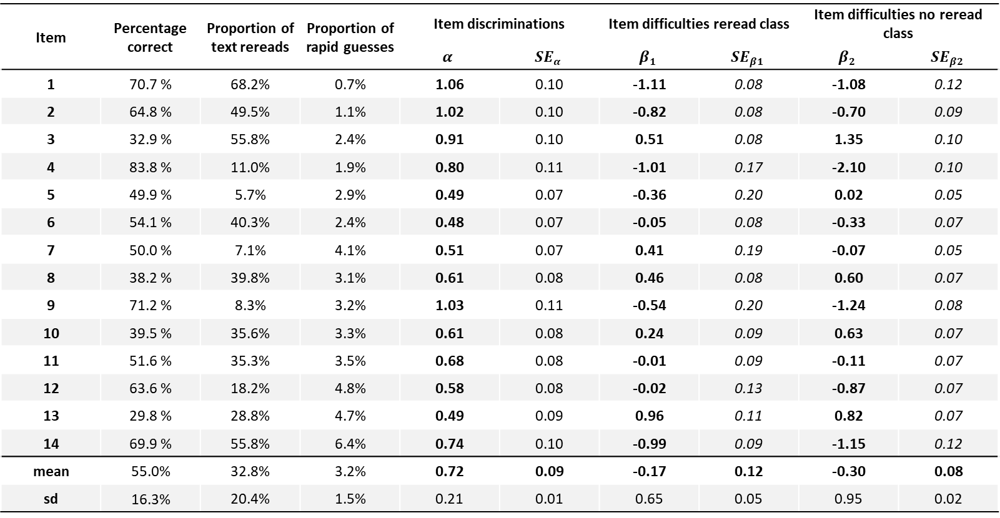 Item Percentage correct Proportion of text rereads Proportion of rapid guesses Item discriminations Item difficulties reread class Item difficulties no reread class
α SEα β1 SEβ1 β2 SEβ2
1 70.7 % 68.2% 0.7% 1.06 0.10 -1.11 0.08 -1.08 0.12
2 64.8 % 49.5% 1.1% 1.02 0.10 -0.82 0.08 -0.70 0.09
3 32.9 % 55.8% 2.4% 0.91 0.10 0.51 0.08 1.35 0.10
4 83.8 % 11.0% 1.9% 0.80 0.11 -1.01 0.17 -2.10 0.10
5 49.9 % 5.7% 2.9% 0.49 0.07 -0.36 0.20 0.02 0.05
6 54.1 % 40.3% 2.4% 0.48 0.07 -0.05 0.08 -0.33 0.07
7 50.0 % 7.1% 4.1% 0.51 0.07 0.41 0.19 -0.07 0.05
8 38.2 % 39.8% 3.1% 0.61 0.08 0.46 0.08 0.60 0.07
9 71.2 % 8.3% 3.2% 1.03 0.11 -0.54 0.20 -1.24 0.08
10 39.5 % 35.6% 3.3% 0.61 0.08 0.24 0.09 0.63 0.07
11 51.6 % 35.3% 3.5% 0.68 0.08 -0.01 0.09 -0.11 0.07
12 63.6 % 18.2% 4.8% 0.58 0.08 -0.02 0.13 -0.87 0.07
13 29.8 % 28.8% 4.7% 0.49 0.09 0.96 0.11 0.82 0.07
14 69.9 % 55.8% 6.4% 0.74 0.10 -0.99 0.09 -1.15 0.12
mean 55.0% 32.8% 3.2% 0.72 0.09 -0.17 0.12 -0.30 0.08
sd 16.3% 20.4% 1.5% 0.21 0.01 0.65 0.05 0.95 0.02